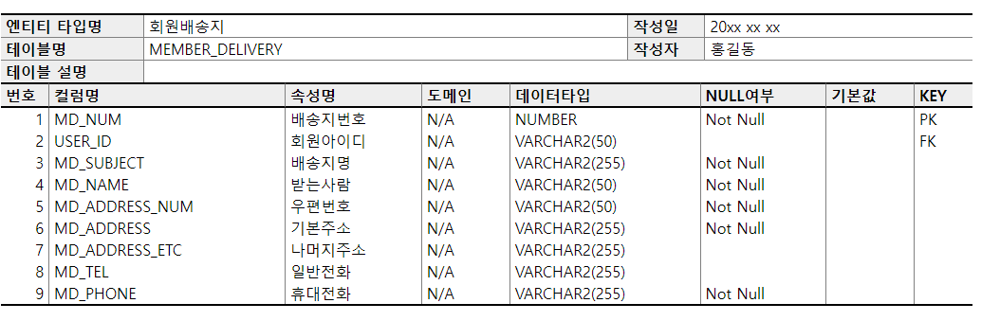 엔티티 타입명 회원배송지 작성일 20xx xx xx
테이블명 MEMBER_DELIVERY 작성자 홍길동
테이블 설명
번호 컬럼명 속성명 도메인 데이터타입 NULL여부 기본값 KEY
1 MD_NUM 배송지번호 N/A NUMBER Not Null PK
2 USER_ID 회원아이디 N/A VARCHAR2(50) FK
3 MD_SUBJECT 배송지명 N/A VARCHAR2(255) Not Null
4 MD_NAME 받는사람 N/A VARCHAR2(50) Not Null
5 MD_ADDRESS_NUM 우편번호 N/A VARCHAR2(50) Not Null
6 MD_ADDRESS 기본주소 N/A VARCHAR2(255) Not Null
7 MD_ADDRESS_ETC 나머지주소 N/A VARCHAR2(255)
8 MD_TEL 일반전화 N/A VARCHAR2(255)
9 MD_PHONE 휴대전화 N/A VARCHAR2(255) Not Null